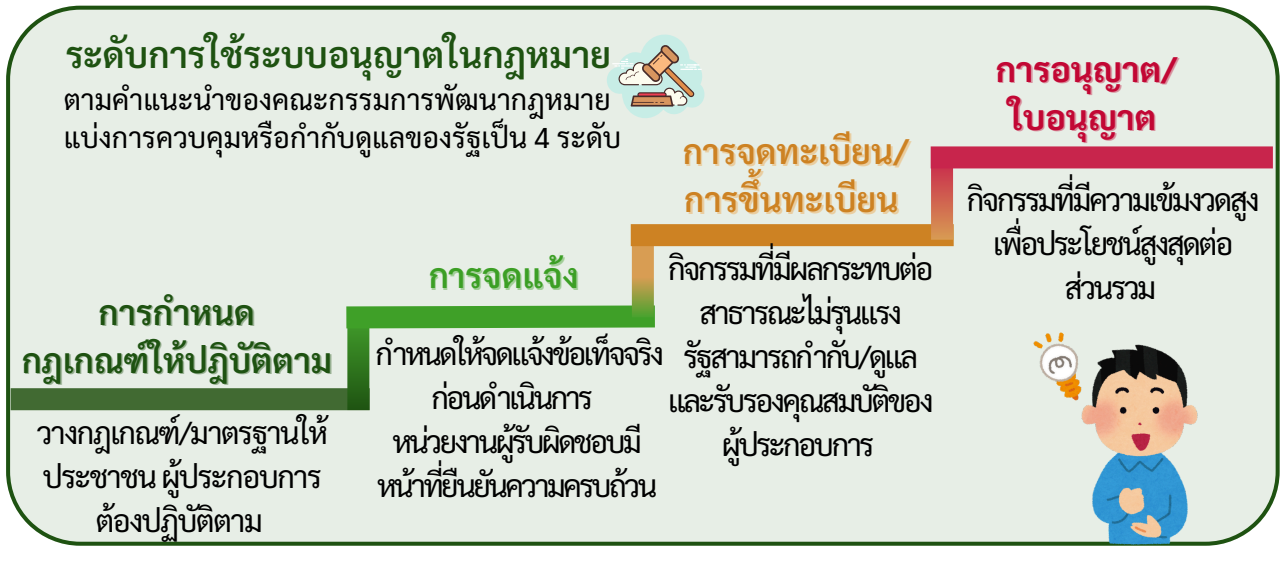 ระดับการใช้ระบบอนุญาตในกฎหมาย
ตามคำแนะนำของคณะกรรมการพัฒนากฎหมาย
แบ่งการควบคุมหรือกำกับดูแลของรัฐเป็น 4 ระดับ
การกำหนด
กฎเกณฑ์ให้ปฎิบัติตาม
วางกฎเกณฑ์/มาตรฐานให้
ประชาชน ผู้ประกอบการ
ต้องปฏิบัติตาม
การจดแจ้ง
กำหนดให้จดแจ้งข้อเท็จจริง
ก่อนดำเนินการ
หน่วยงานผู้รับผิดชอบมี
หน้าที่ยืนยันความครบถ้วน
การจดทะเบียน/
การขึ้นทะเบียน
กิจกรรมที่มีผลกระทบต่อ
สาธารณะไม่รุนแรง
รัฐสามารถกำกับ/ดูแล
และรับรองคุณสมบัติของ
ผู้ประกอบการ
การอนุญาต/
ใบอนุญาต
กิจกรรมที่มีความเข้มงวดสูง
เพื่อประโยชน์สูงสุดต่อ
ส่วนรวม